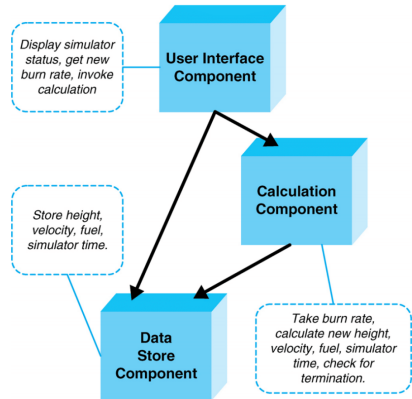 Display simulator
status, get new
burn rate, invoke
calculation
User Interface
Component
Calculation
Component
Store height,
velocity, fuel,
simulator time.
Data
Store
Component
Take burn rate,
calculate new height,
velocity, fuel, simulator
time, check for
termination.